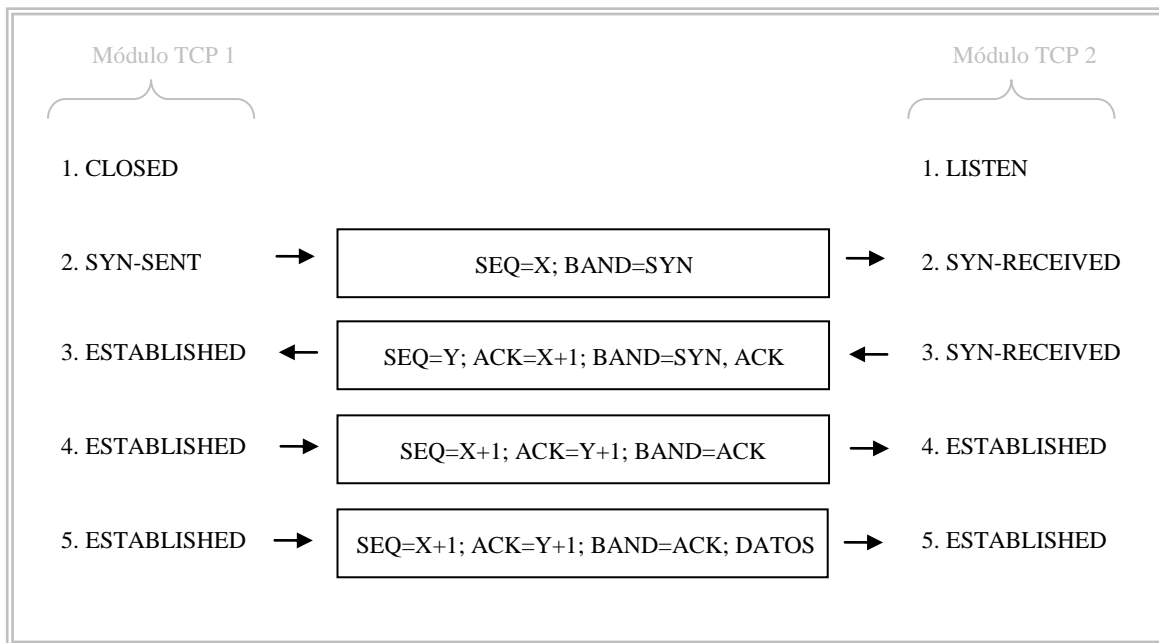 Módulo TCP 1
Módulo TCP 2
1. CLOSED
1. LISTEN
2. SYN-SENT
SEQ=X; BAND=SYN
2. SYN-RECEIVED
3. ESTABLISHED
SEQ=Y; ACK=X+1; BAND=SYN, ACK
3. SYN-RECEIVED
4. ESTABLISHED
SEQ=X+1; ACK=Y+1; BAND=ACK
4. ESTABLISHED
5. ESTABLISHED
SEQ=X+1; ACK=Y+1; BAND=ACK; DATOS
5. ESTABLISHED